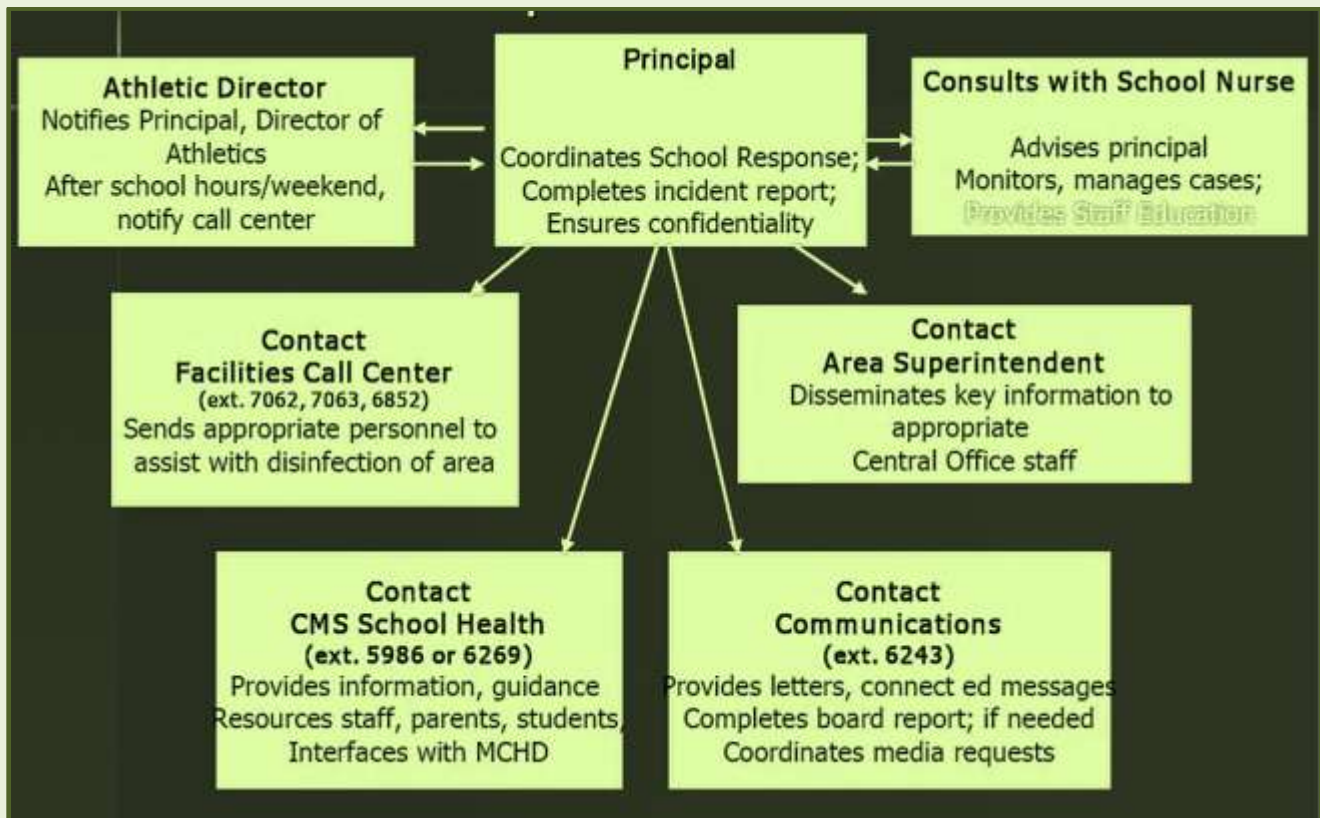 Athletic Director
Notifies Principal, Director of
Athletics
After school hours/weekend,
notify call center
Principal
Coordinates School Response;
Completes incident report;
Ensures confidentiality
Consults with School Nurse
Advises principal
Monitors, manages cases;
Provides Staff Education
Contact
Facilities Call Center
(ext. 7062, 7063, 6852)
Sends appropriate personnel to
assist with disinfection of area
Contact
Area Superintendent
Disseminates key information to
appropriate
Central Office staff
Contact
CMS School Health
(ext. 5986 or 6269)
Provides information, guidance
Resources staff, parents, students,
Interfaces with MCHD
Contact
Communications
(ext. 6243)
Provides letters, connect ed messages
Completes board report; if needed
Coordinates media requests